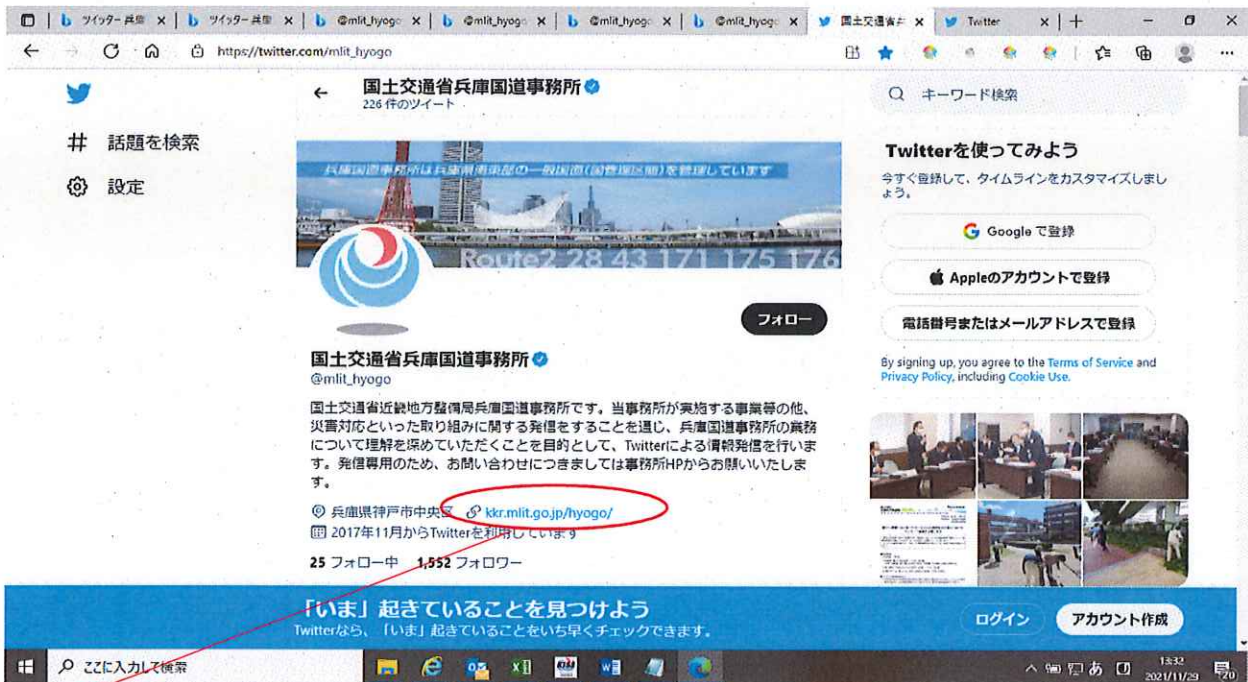 ツイッター 兵庫
ツイッター 兵庫
@mlit_hyogo
@mlit_hyogo
@mlit_hyogo
@mlit_hyogo
国土交通省兵
Twitter
https://twitter.com/mlit_hyogo
国土交通省兵庫国道事務所
226 件のツイート
キーワード検索
話題を検索
設定
兵庫国道事務所は兵庫県南東部の一般国道(国管理区間)を管理しています
Route2 28 43 171 175 176
Twitterを使ってみよう
今すぐ登録して、タイムラインをカスタマイズしまし
ょう。
Google で登録
Appleのアカウントで登録
電話番号またはメールアドレスで登録
By signing up, you agree to the Terms of Service and
Privacy Policy, including Cookie Use.
フォロー
国土交通省兵庫国道事務所
@mlit_hyogo
国土交通省近畿地方整備局兵庫国道事務所です。当事務所が実施する事業等の他、
災害対応といった取り組みに関する発信をすることを通じ、兵庫国道事務所の業務
について理解を深めていただくことを目的として、Twitterによる情報発信を行いま
す。発信専用のため、お問い合わせにつきましては事務所HPからお願いいたしま
す。
兵庫県神戸市中央区 kkr.mlit.go.jp/hyogo/
2017年11月からTwitterを利用しています
25 フォロー中 1,552 フォロワー
「いま」起きていることを見つけよう
Twitterなら、「いま」起きていることをいち早くチェックできます。
ログイン
アカウント作成
ここに入力して検索
あ
13:32
2021/11/29
20